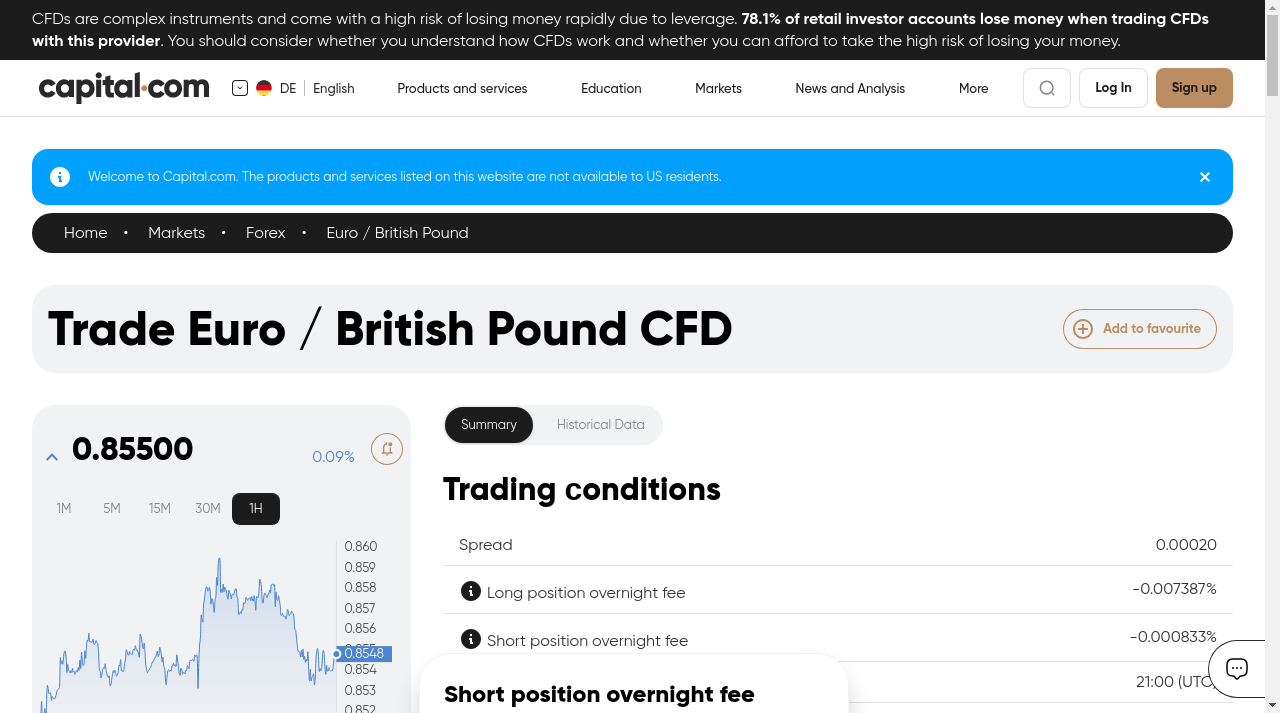 CFDs are complex instruments and come with a high risk of losing money rapidly due to leverage. 78.1% of retail investor accounts lose money when trading CFDs
with this provider. You should consider whether you understand how CFDs work and whether you can afford to take the high risk of losing your money.
capital.com
DE English
Products and services
Education
Markets
News and Analysis
More
Log In
Sign up
Welcome to Capital.com. The products and services listed on this website are not available to US residents.
Home • Markets • Forex • Euro / British Pound
Trade Euro / British Pound CFD
Add to favourite
0.85500
0.09%
1M 5M 15M 30M 1H
0.860
0.859
0.858
0.857
0.856
0.8548
0.854
0.853
0.852
Summary
Historical Data
Trading conditions
Spread 0.00020
Long position overnight fee -0.007387%
Short position overnight fee -0.000833%
21:00 (UTC)
Short position overnight fee